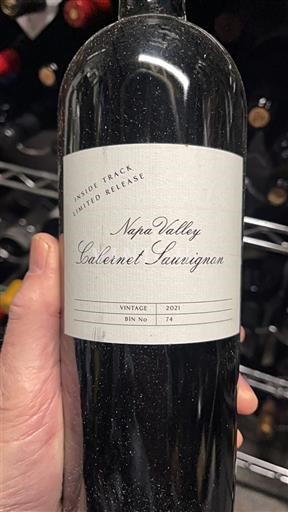 INSIDE TRACK
LIMITED RELEASE
Napa Valley
Cabernet Sauvignon
VINTAGE 2021
BIN No 74